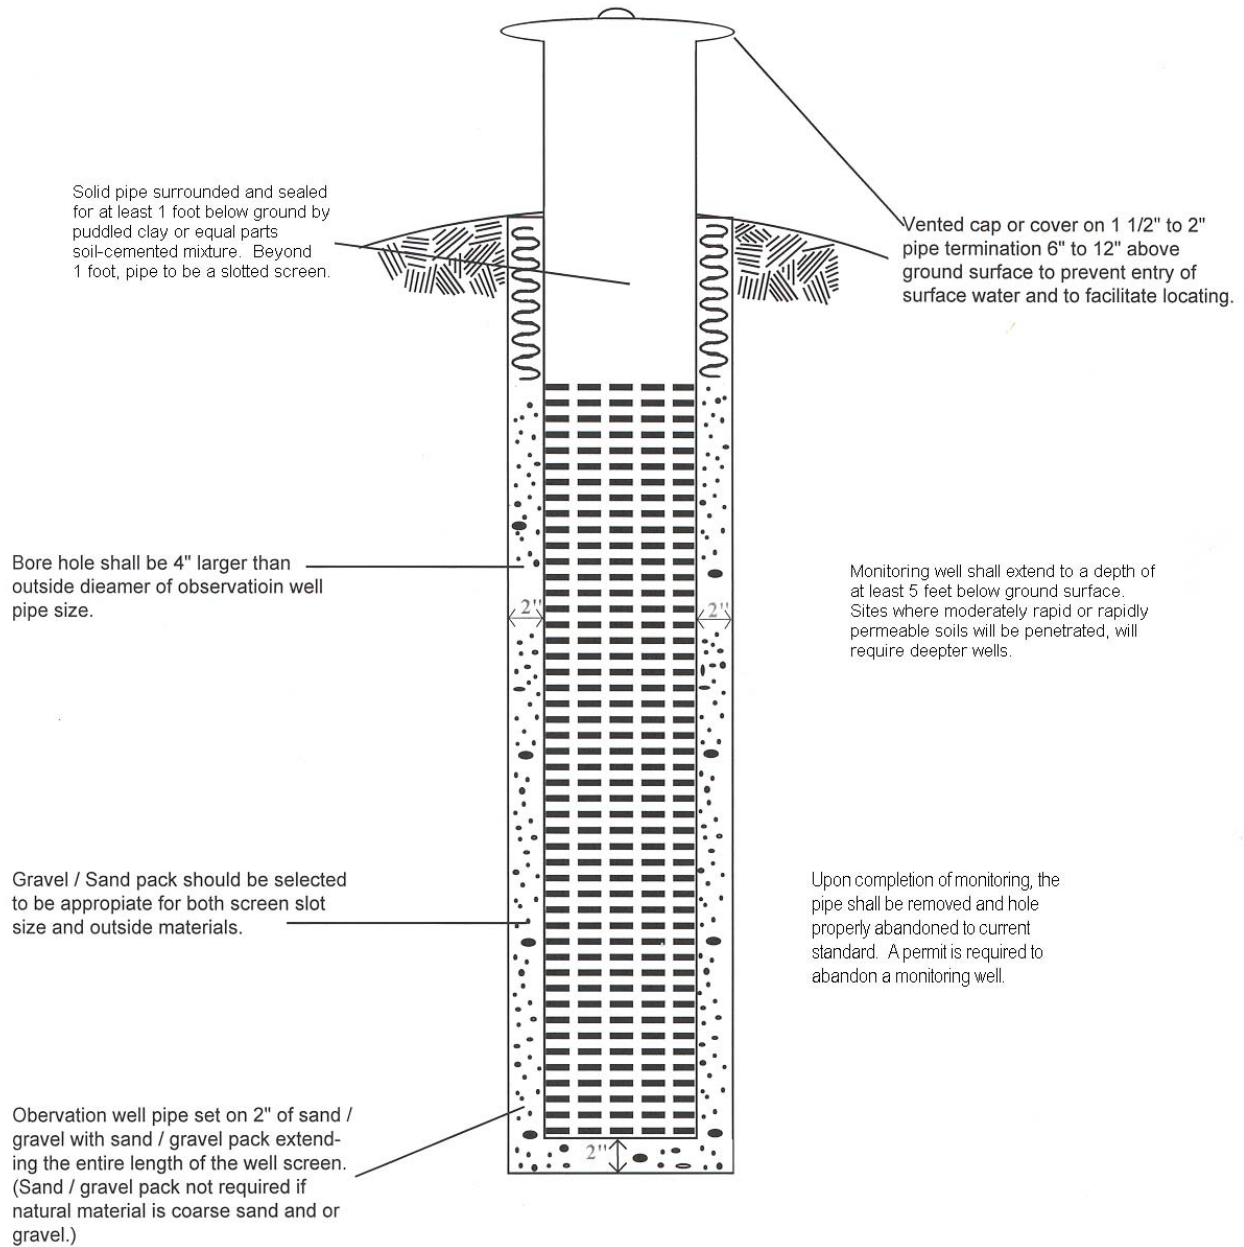 Solid pipe surrounded and sealed
for at least 1 foot below ground by
puddled clay or equal parts
soil-cemented mixture.  Beyond
1 foot, pipe to be a slotted screen.
Vented cap or cover on 1 1/2" to 2"
pipe termination 6" to 12" above
ground surface to prevent entry of
surface water and to facilitate locating.
Bore hole shall be 4" larger than
outside dieamer of observatioin well
pipe size.
2"
2"
Monitoring well shall extend to a depth of
at least 5 feet below ground surface.
Sites where moderately rapid or rapidly
permeable soils will be penetrated, will
require deepter wells.
Gravel / Sand pack should be selected
to be appropiate for both screen slot
size and outside materials.
Upon completion of monitoring, the
pipe shall be removed and hole
properly abandoned to current
standard.  A permit is required to
abandon a monitoring well.
Obervation well pipe set on 2" of sand /
gravel with sand / gravel pack extend-
ing the entire length of the well screen.
(Sand / gravel pack not required if
natural material is coarse sand and or
gravel.)
2"